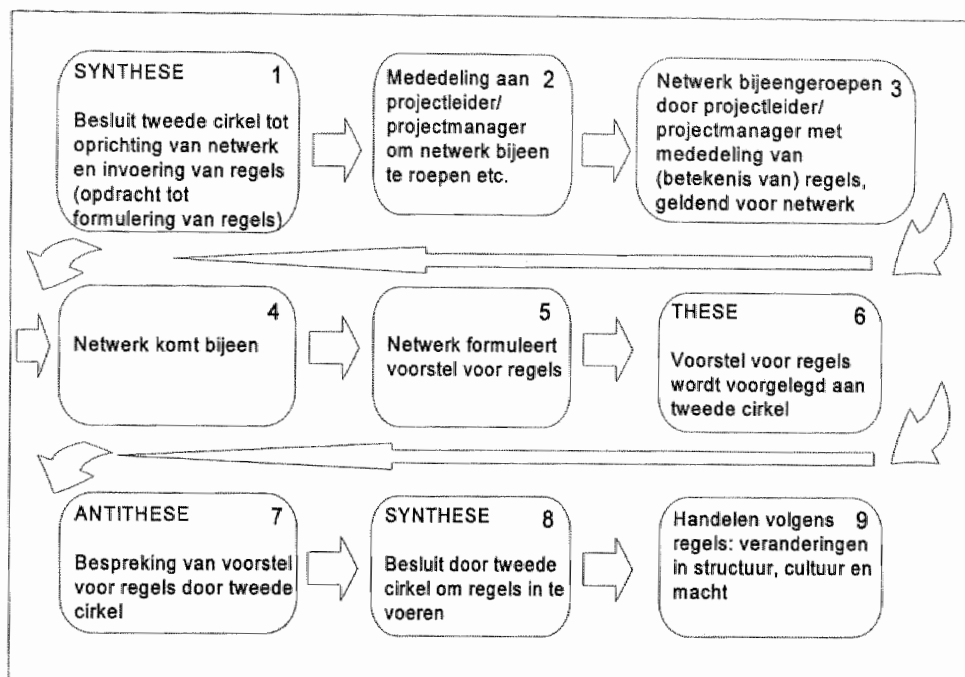 SYNTHESE 1
Besluit tweede cirkel tot
oprichting van netwerk
en invoering van regels
(opdracht tot
formulering van regels)
Mededeling aan 2
projectleider/
projectmanager
om netwerk bijeen
te roepen etc.
Netwerk bijeengeroepen 3
door projectleider/
projectmanager met
mededeling van
(betekenis van) regels,
geldend voor netwerk
4
Netwerk komt bijeen
5
Netwerk formuleert
voorstel voor regels
THESE 6
Voorstel voor regels
wordt voorgelegd aan
tweede cirkel
ANTITHESE 7
Bespreking van voorstel
voor regels door tweede
cirkel
SYNTHESE 8
Besluit door tweede
cirkel om regels in te
voeren
Handelen volgens 9
regels: veranderingen
in structuur, cultuur en
macht